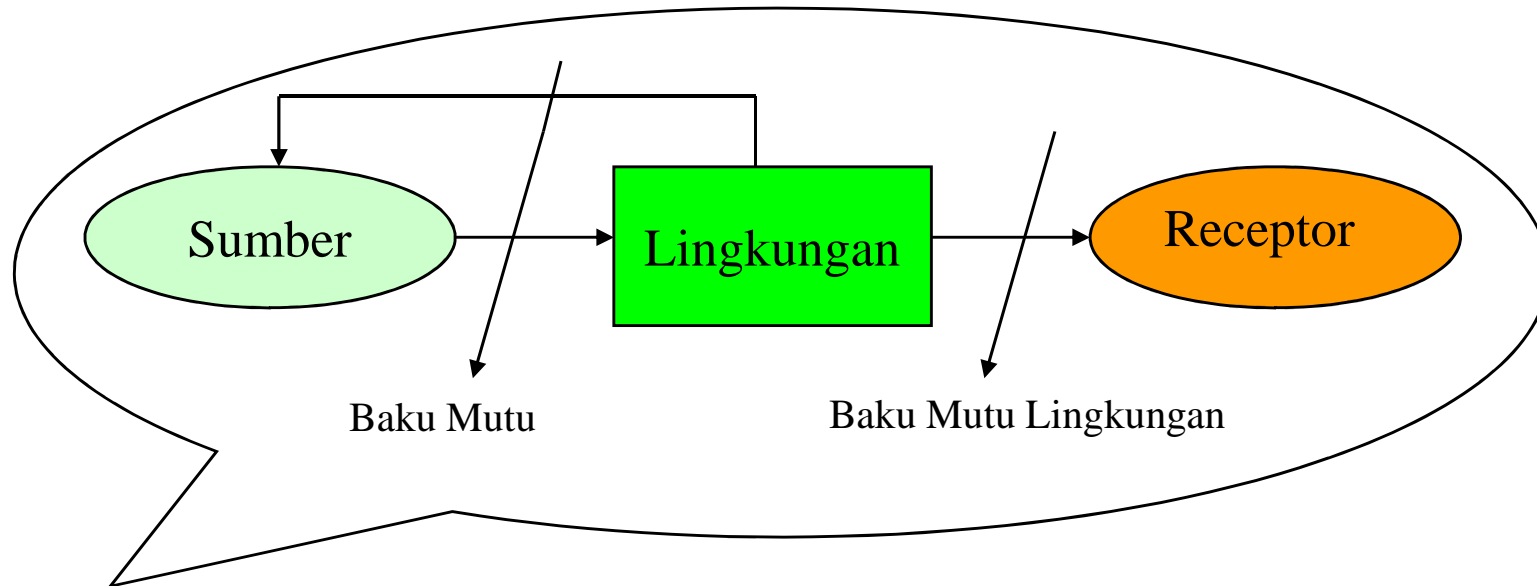 Sumber
Lingkungan
Receptor
Baku Mutu
Baku Mutu Lingkungan